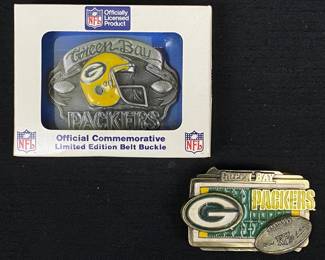 NFL
Officially
Licensed
Product
Green Bay
G
PACKERS
NFL
NFL
Official Commemorative
Limited Edition Belt Buckle
GREEN BAY
PACKERS
G